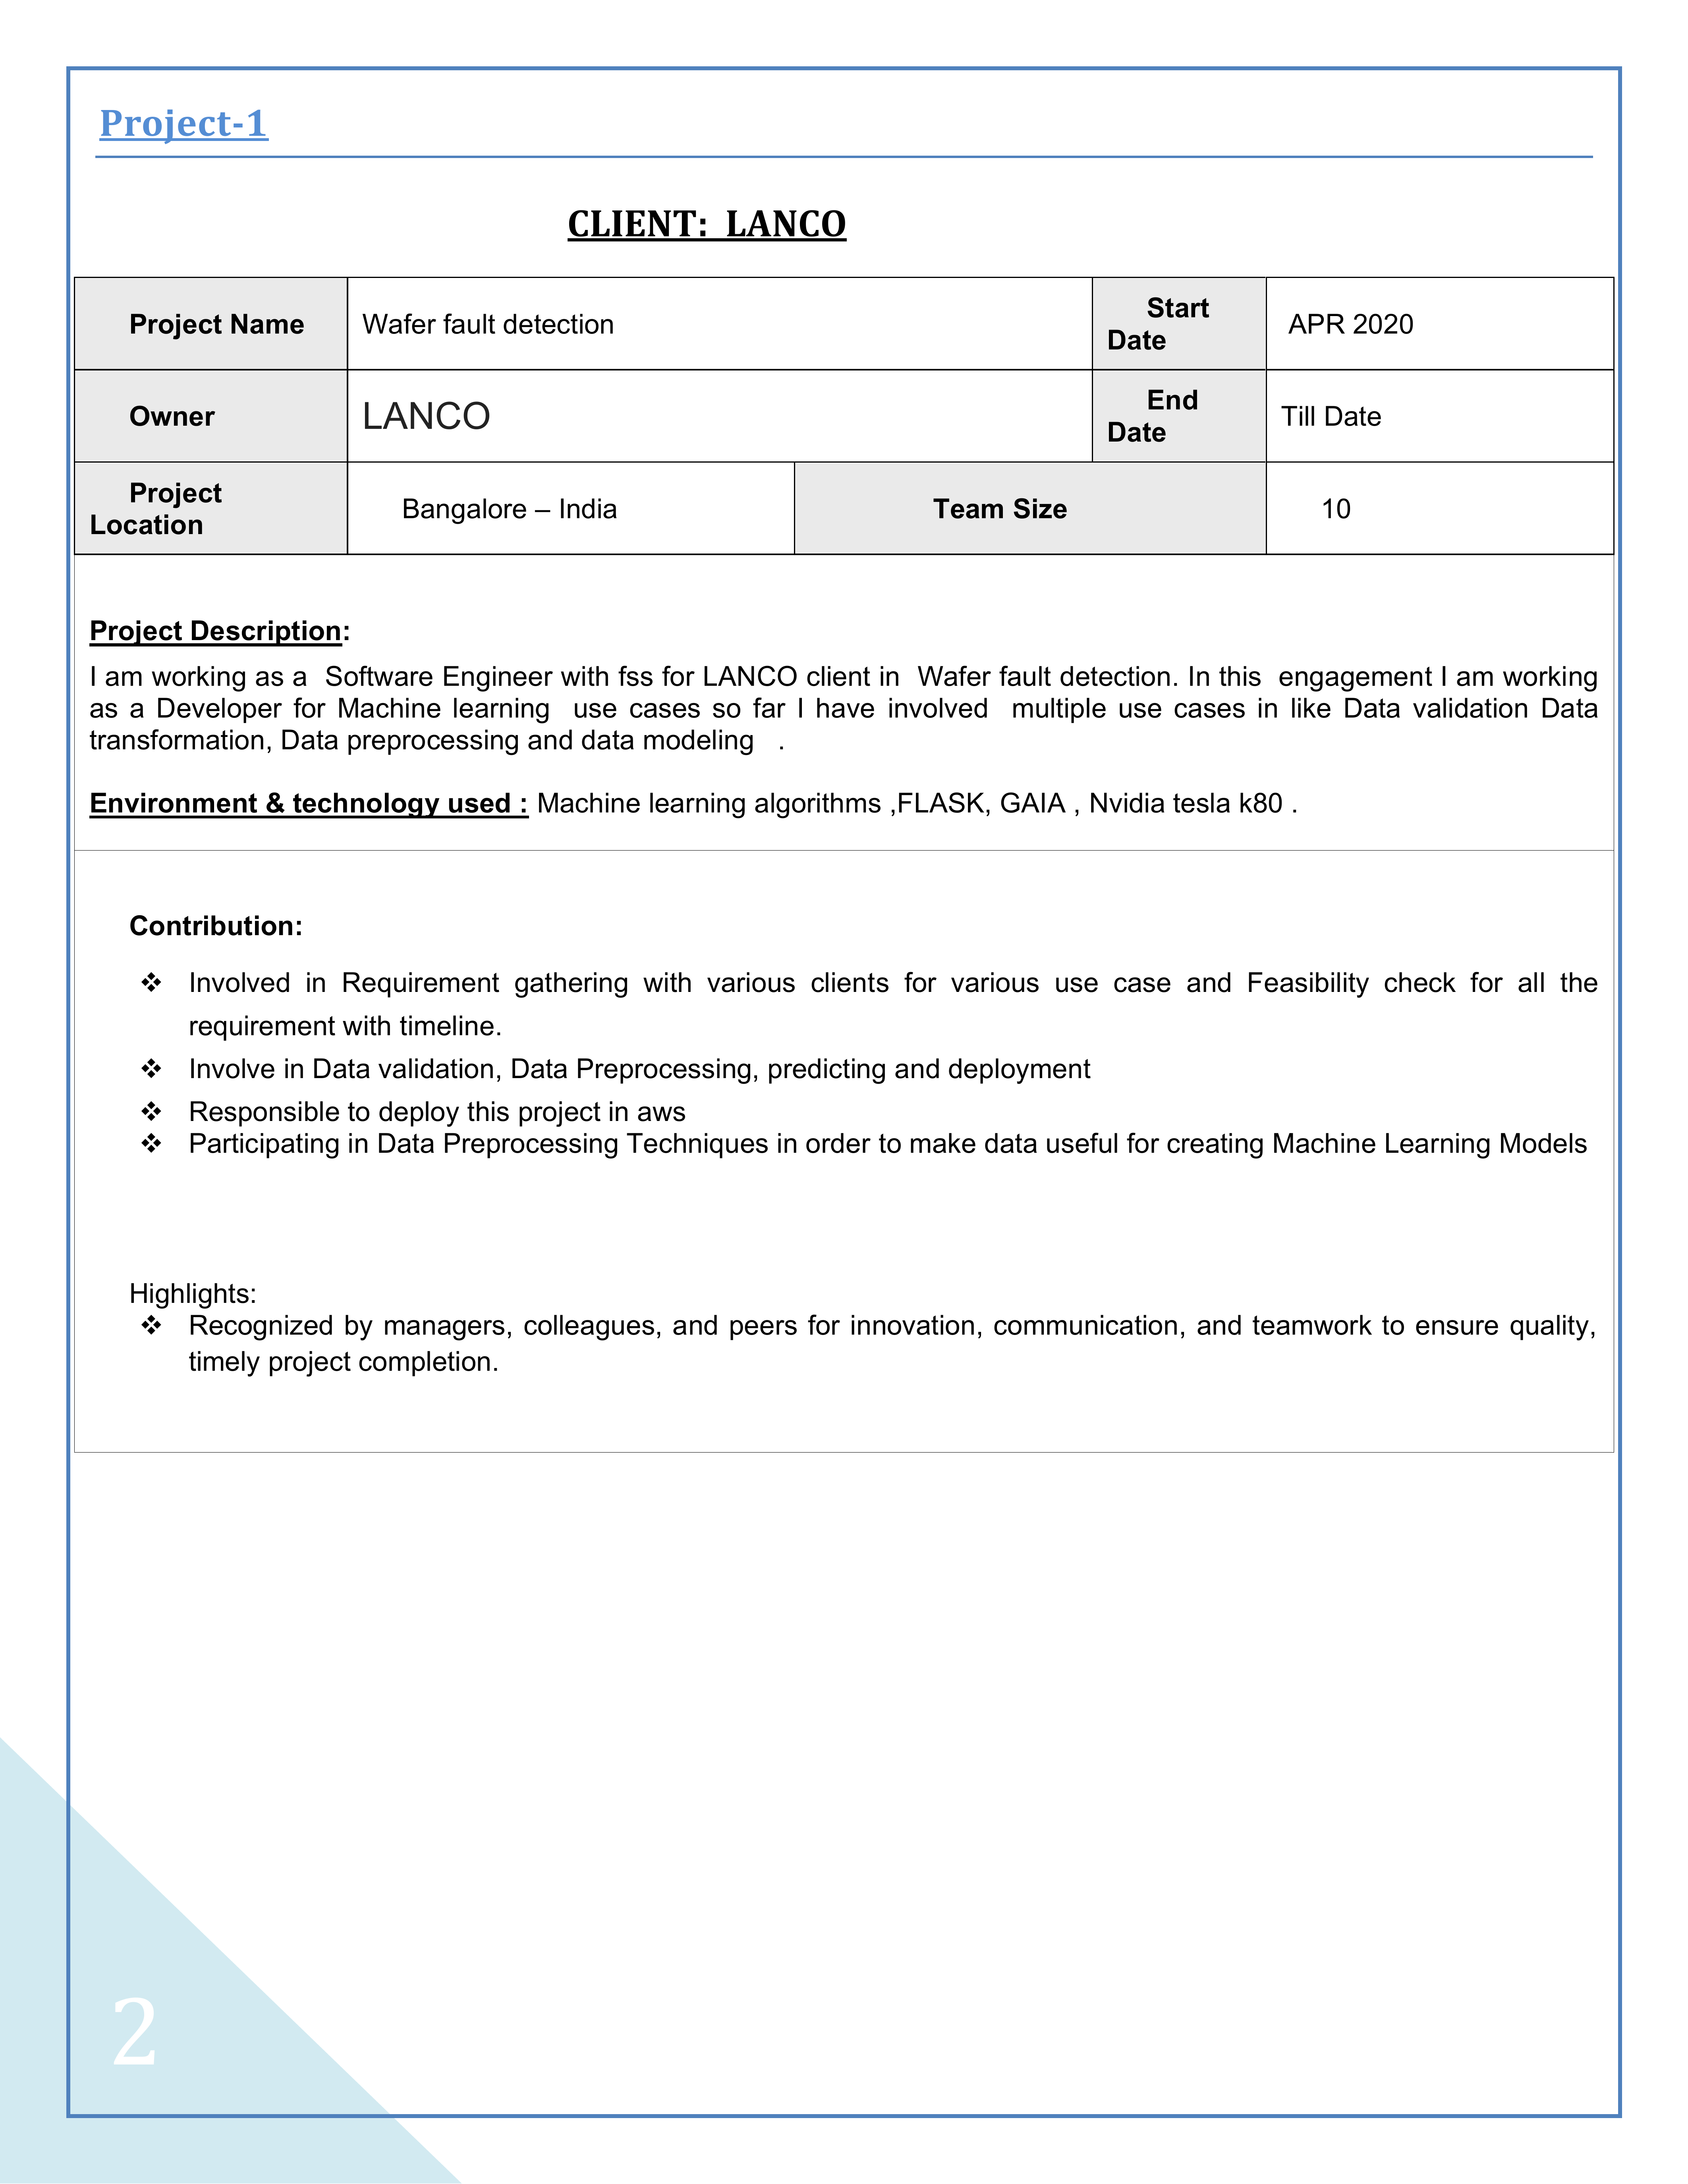 Project-1
CLIENT:  LANCO
Project Name
Wafer fault detection
Start
Date
APR 2020
Owner
LANCO
End
Date
Till Date
Project
Location
Bangalore – India
Team Size
10
Project Description:
I am working as a  Software Engineer with fss for LANCO client in  Wafer fault detection. In this  engagement I am working
as a Developer for Machine learning  use cases so far I have involved  multiple use cases in like Data validation Data
transformation, Data preprocessing and data modeling   .
Environment & technology used : Machine learning algorithms ,FLASK, GAIA , Nvidia tesla k80 .
Contribution:
❖ Involved in Requirement gathering with various clients for various use case and Feasibility check for all the
requirement with timeline.
❖ Involve in Data validation, Data Preprocessing, predicting and deployment
❖ Responsible to deploy this project in aws
❖ Participating in Data Preprocessing Techniques in order to make data useful for creating Machine Learning Models
Highlights:
❖ Recognized by managers, colleagues, and peers for innovation, communication, and teamwork to ensure quality,
timely project completion.
2